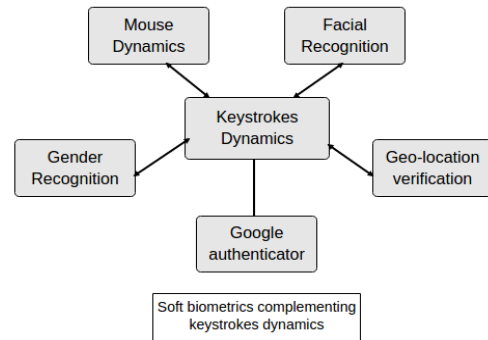 Mouse
Dynamics
Facial
Recognition
Keystrokes
Dynamics
Gender
Recognition
Geo-location
verification
Google
authenticator
Soft biometrics complementing
keystrokes dynamics